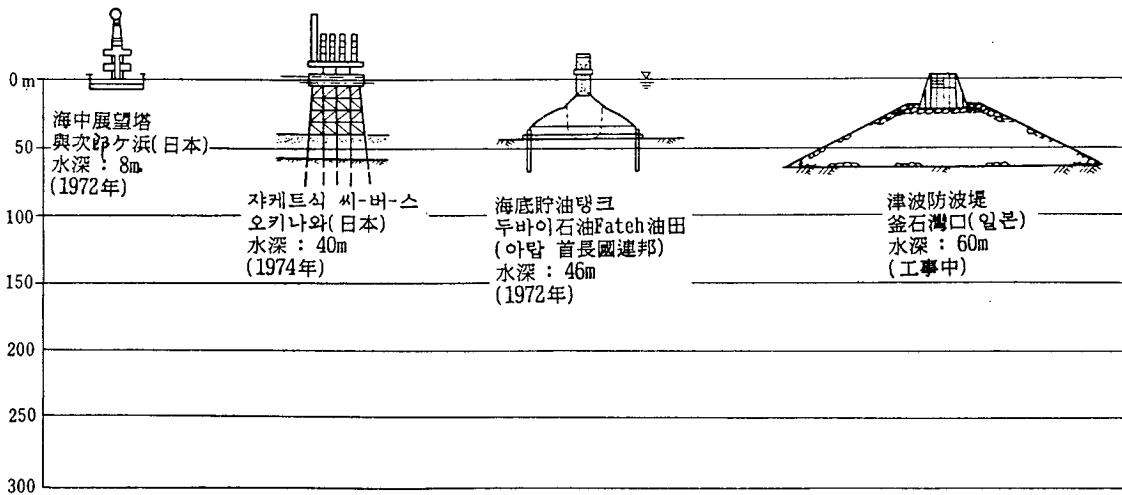 0 m
50
100
150
200
250
300
海中展望塔
與次郎ケ浜(日本)
水深 : 8m
(1972年)
쟈케트식 씨-버-스
오키나와(日本)
水深 : 40m
(1974年)
海底貯油탱크
두바이石油Fateh油田
(아랍 首長國連邦)
水深 : 46m
(1972年)
津波防波堤
釜石灣口(일본)
水深 : 60m
(工事中)